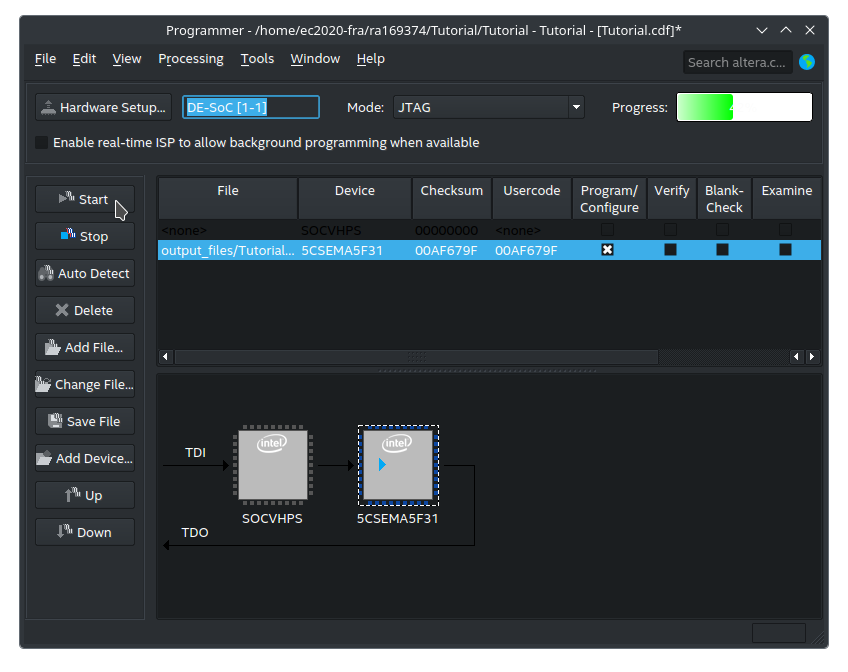 Programmer - /home/ec2020-fra/ra169374/Tutorial/Tutorial - Tutorial - [Tutorial.cdf]*
File Edit View Processing Tools Window Help
Search altera.c...
Hardware Setup... DE-SoC [1-1] Mode: JTAG Progress:
Enable real-time ISP to allow background programming when available
Start
Stop
Auto Detect
Delete
Add File...
Change File...
Save File
Add Device...
Up
Down
File Device Checksum Usercode Program/ Configure Verify Blank- Check Examine
<none> SOCVHPS 00000000 <none>
output_files/Tutorial... 5CSEMA5F31 00AF679F 00AF679F
TDI
intel
intel
SOCVHPS
5CSEMA5F31
TDO